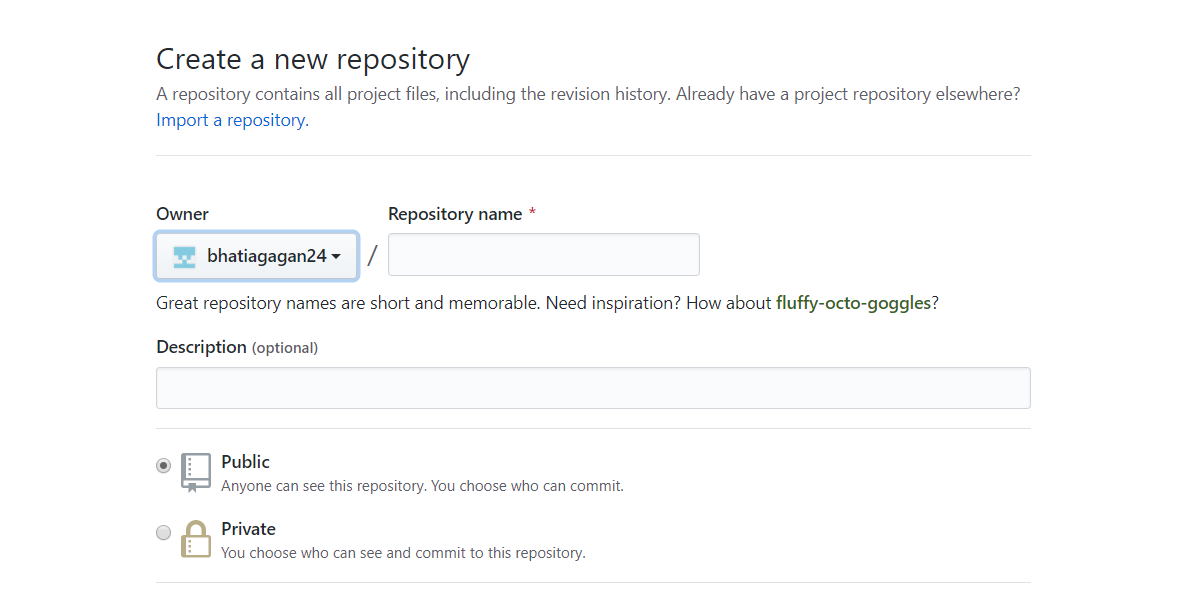 Create a new repository
A repository contains all project files, including the revision history. Already have a project repository elsewhere?
Import a repository.
Owner
Repository name *
bhatiagagan24
/
Great repository names are short and memorable. Need inspiration? How about fluffy-octo-goggles?
Description (optional)
Public
Anyone can see this repository. You choose who can commit.
Private
You choose who can see and commit to this repository.